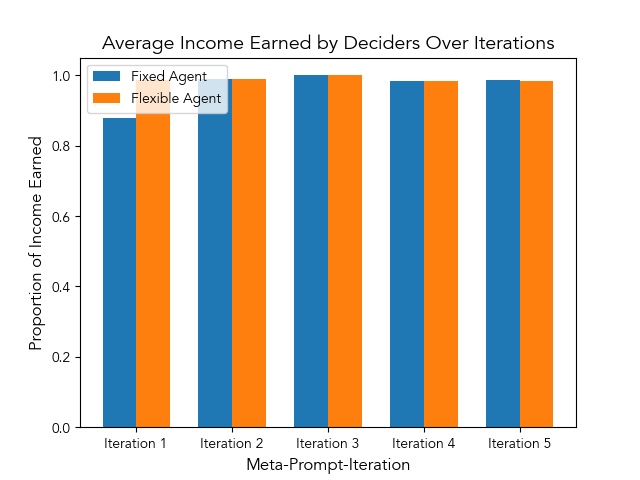 Average Income Earned by Deciders Over Iterations
Fixed Agent
Flexible Agent
Proportion of Income Earned
1.0
0.8
0.6
0.4
0.2
0.0
Iteration 1
Iteration 2
Iteration 3
Iteration 4
Iteration 5
Meta-Prompt-Iteration